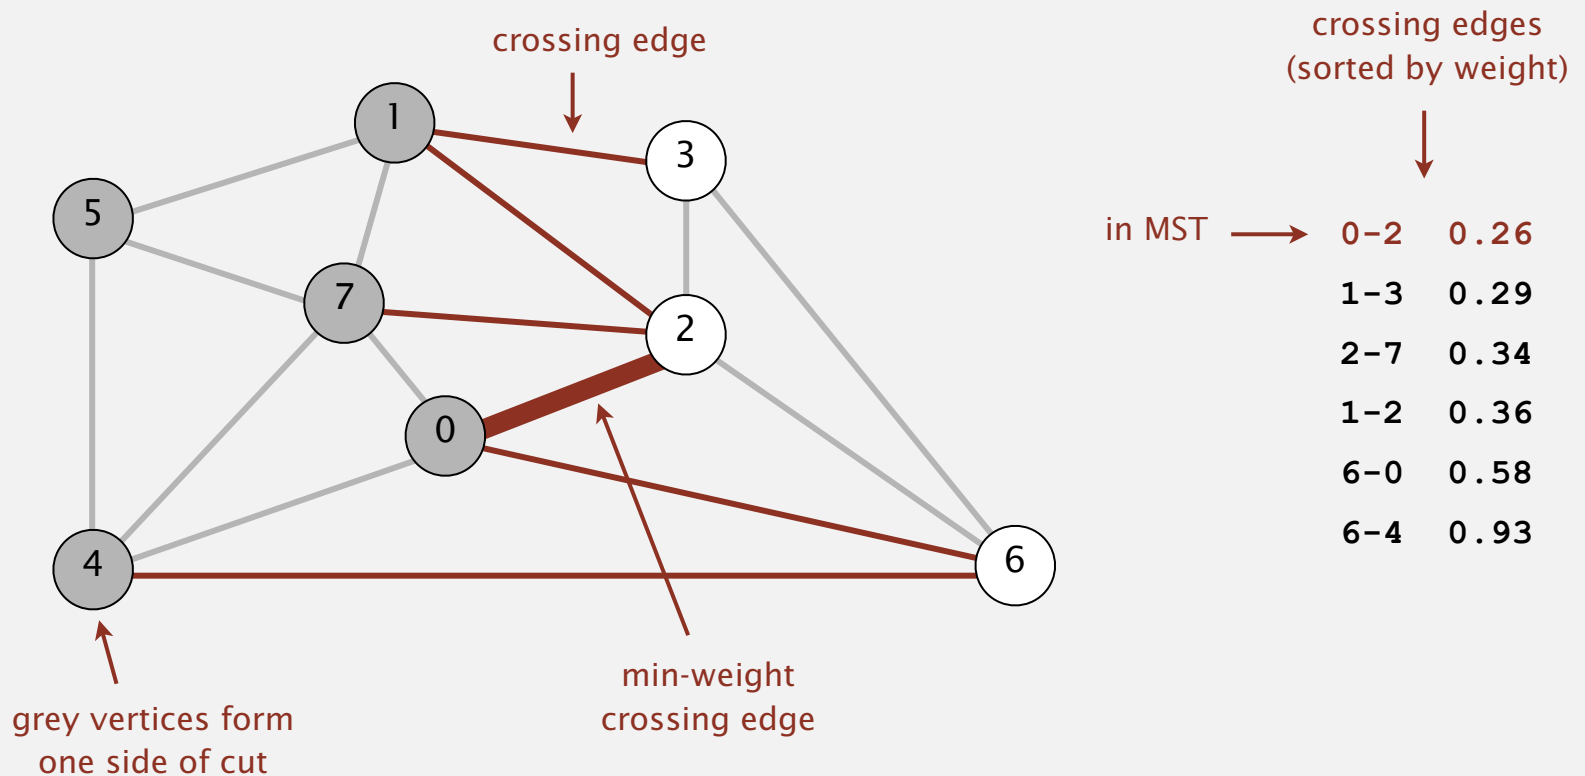 crossing edge
crossing edges
(sorted by weight)
1
3
5
in MST
0-2 0.26
1-3 0.29
7
2
2-7 0.34
1-2 0.36
0
6-0 0.58
6-4 0.93
4
6
min-weight
crossing edge
grey vertices form
one side of cut